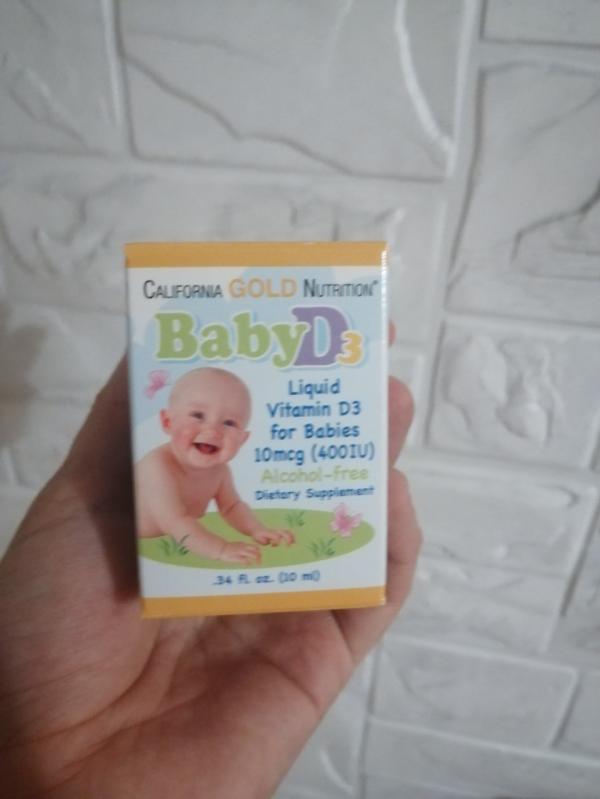 CALIFORNIA GOLD NUTRITION®
BabyD3
Liquid
Vitamin D3
for Babies
10mcg (400IU)
Alcohol-free
Dietary Supplement
.34 fl. oz. (10 ml)